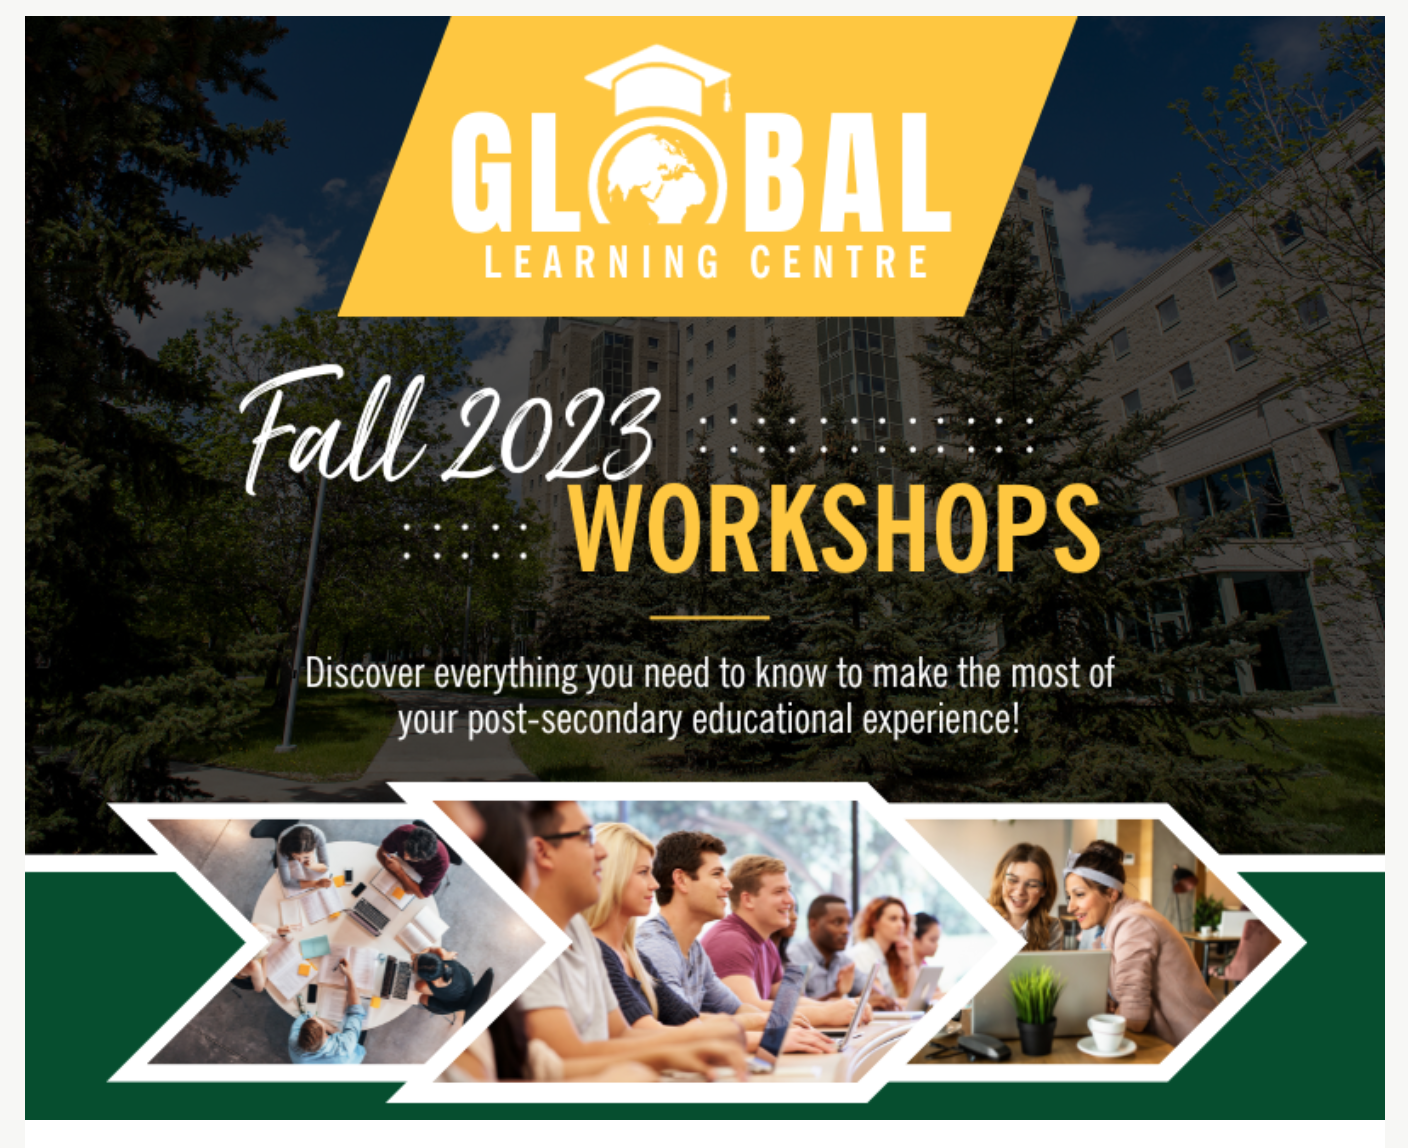 GLOBAL
LEARNING CENTRE
Fall 2023
WORKSHOPS
Discover everything you need to know to make the most of
your post-secondary educational experience!